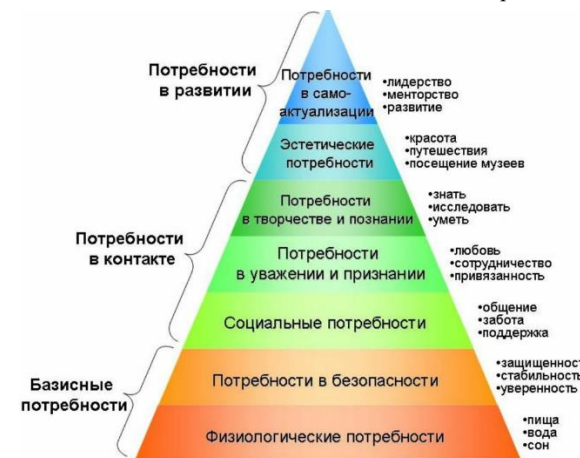 Потребности
в развитии
Потребности
в само-
актуализации
•лидерство
•менторство
•развитие
Эстетические
потребности
•красота
•путешествия
•посещение музеев
Потребности
в контакте
Потребности
в творчестве и познании
•знать
•исследовать
•уметь
Потребности
в уважении и признании
•любовь
•сотрудничество
•привязанность
Социальные потребности
•общение
•забота
•поддержка
Базисные
потребности
Потребности в безопасности
•защищенност
•стабильност
•уверенность
Физиологические потребности
•пища
•вода
•сон